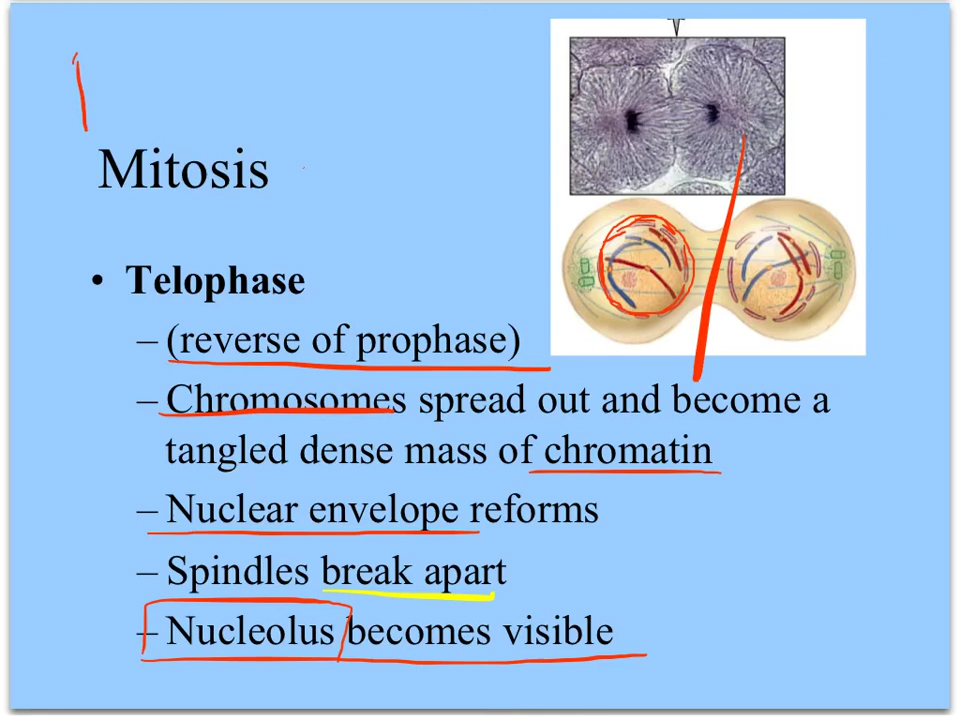 Mitosis
• Telophase
– (reverse of prophase)
– Chromosomes spread out and become a
tangled dense mass of chromatin
– Nuclear envelope reforms
– Spindles break apart
– Nucleolus becomes visible